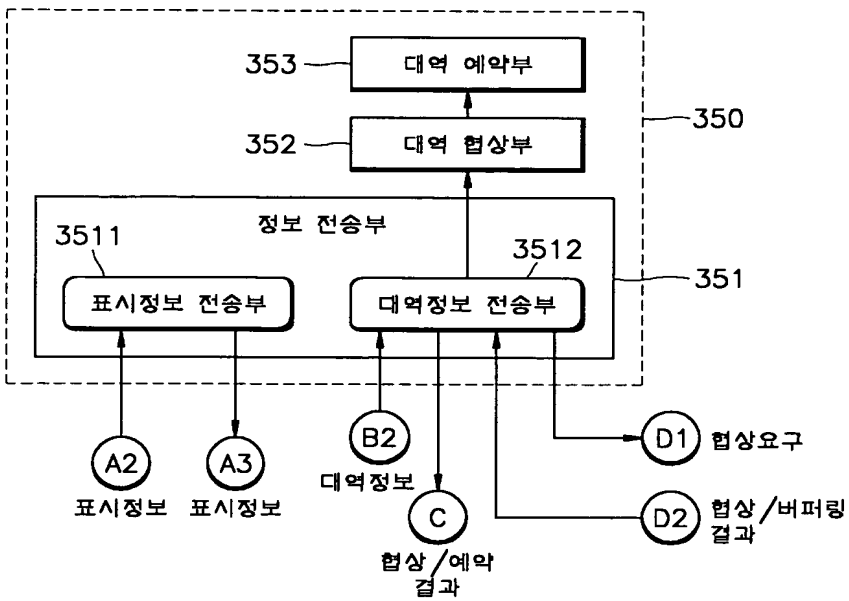 353
대역 예약부
352
대역 협상부
350
정보 전송부
3511
3512
351
표시정보 전송부
대역정보 전송부
A2
표시정보
A3
표시정보
B2
대역정보
C
협상/예약
결과
D1
협상요구
D2
협상/버퍼링
결과